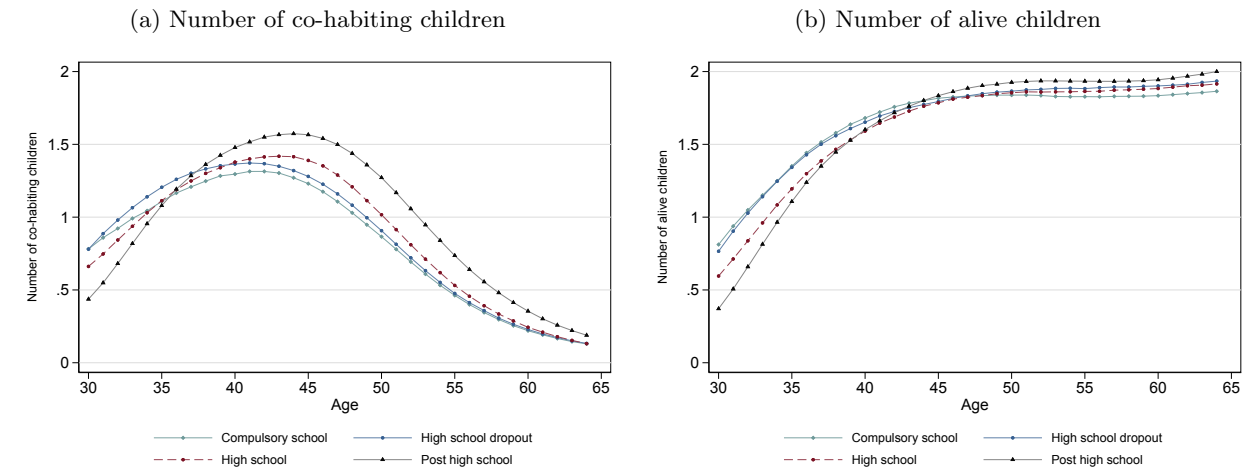 (a) Number of co-habiting children
2
1.5
1
.5
0
Number of co-habiting children
30 35 40 45 50 55 60 65
Age
Compulsory school High school dropout
High school Post high school
(b) Number of alive children
2
1.5
1
.5
0
Number of alive children
30 35 40 45 50 55 60 65
Age
Compulsory school High school dropout
High school Post high school